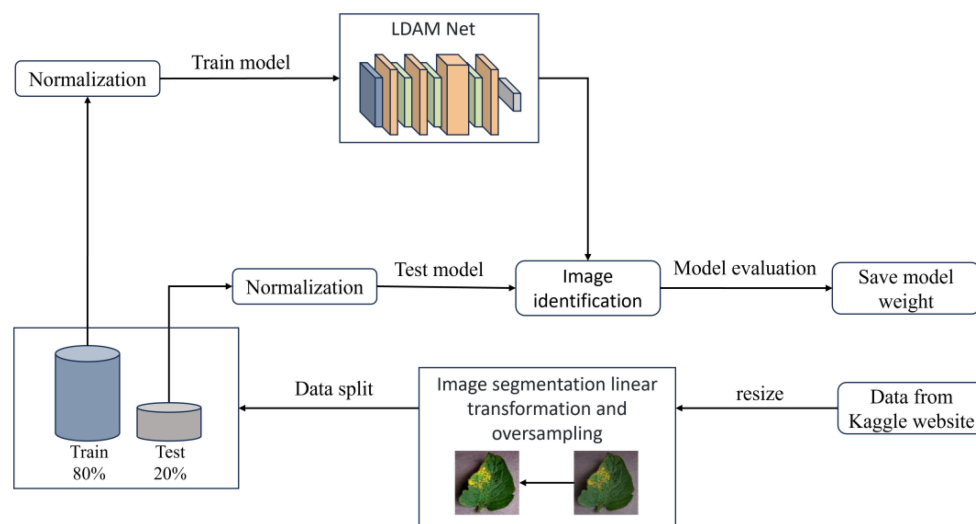 LDAM Net
Normalization
Train model
Normalization
Test model
Image
identification
Model evaluation
Save model
weight
Train
80%
Test
20%
Data split
Image segmentation linear
transformation and
oversampling
resize
Data from
Kaggle website